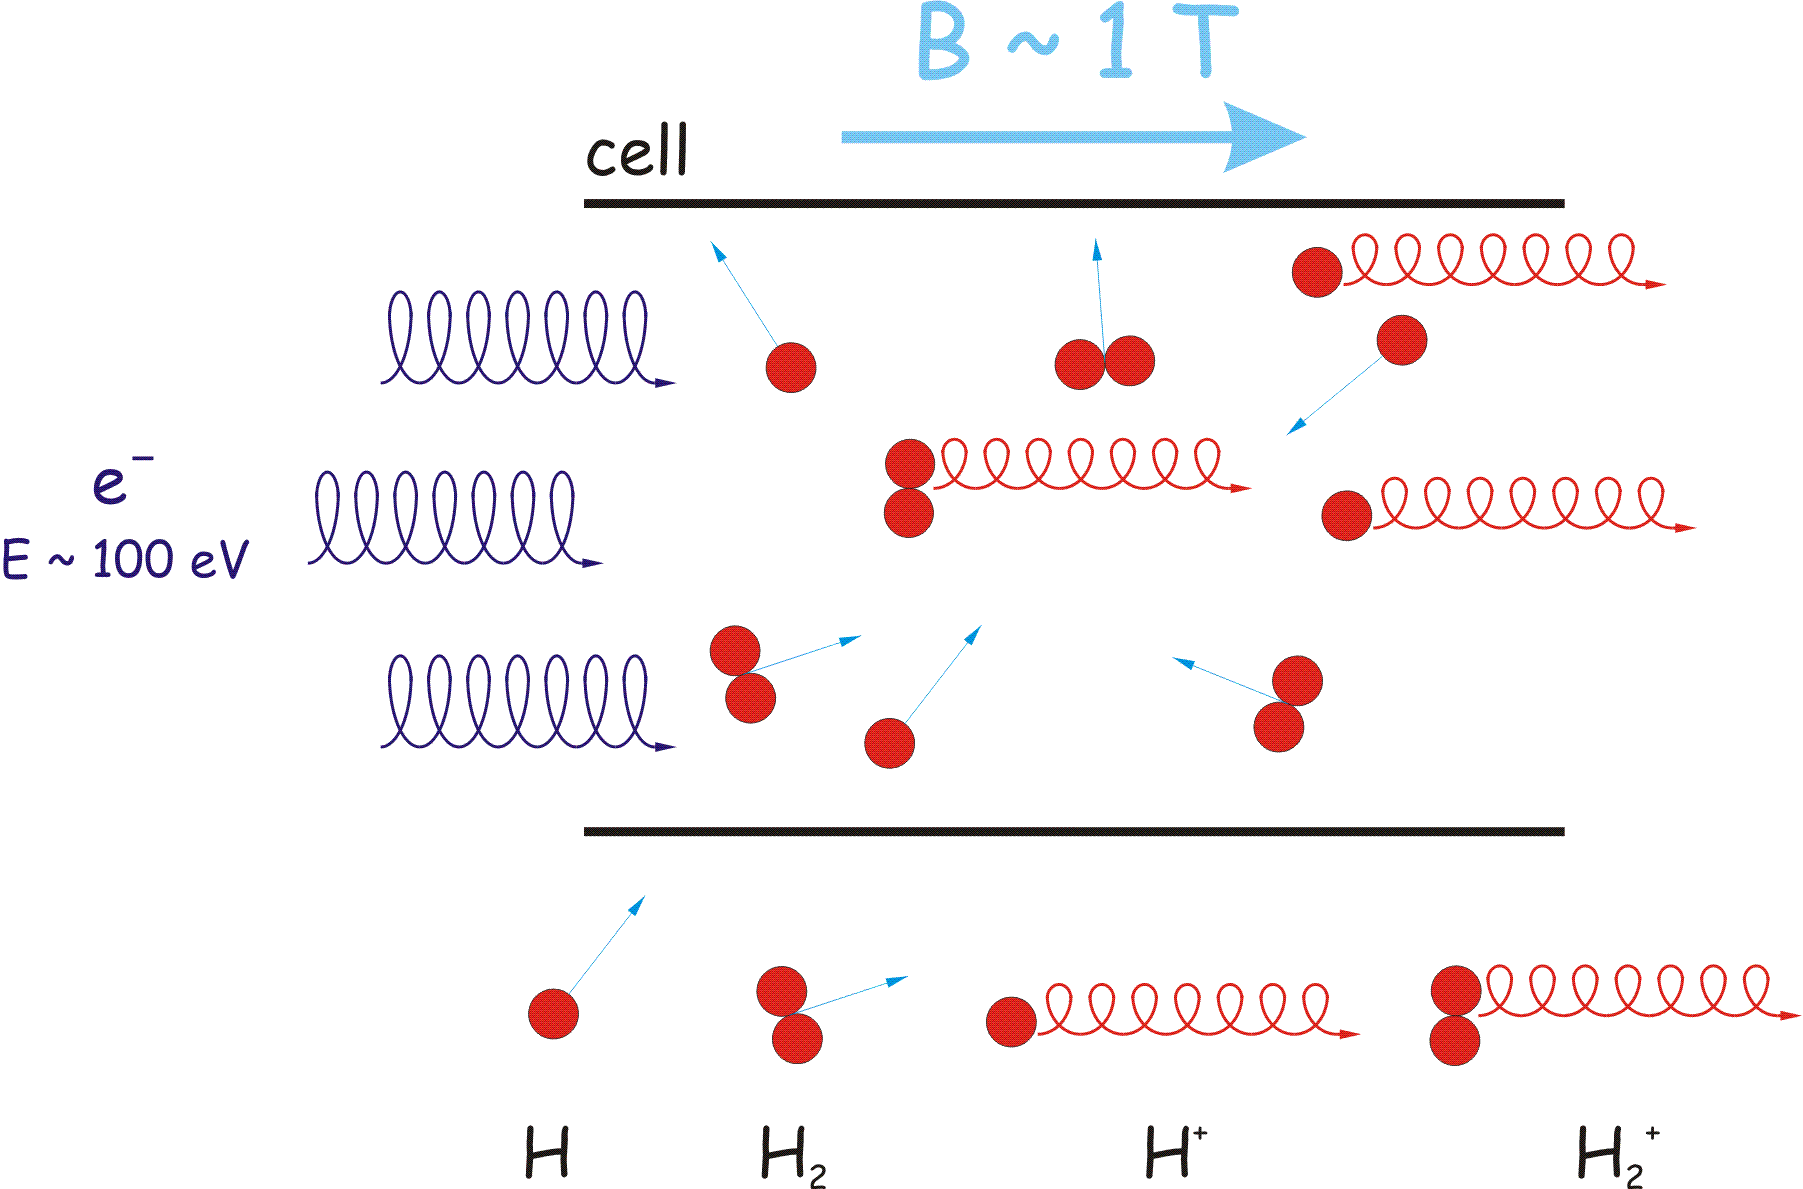 B ~ 1 T
cell
e⁻
E ~ 100 eV
H H₂ H⁺ H₂⁺